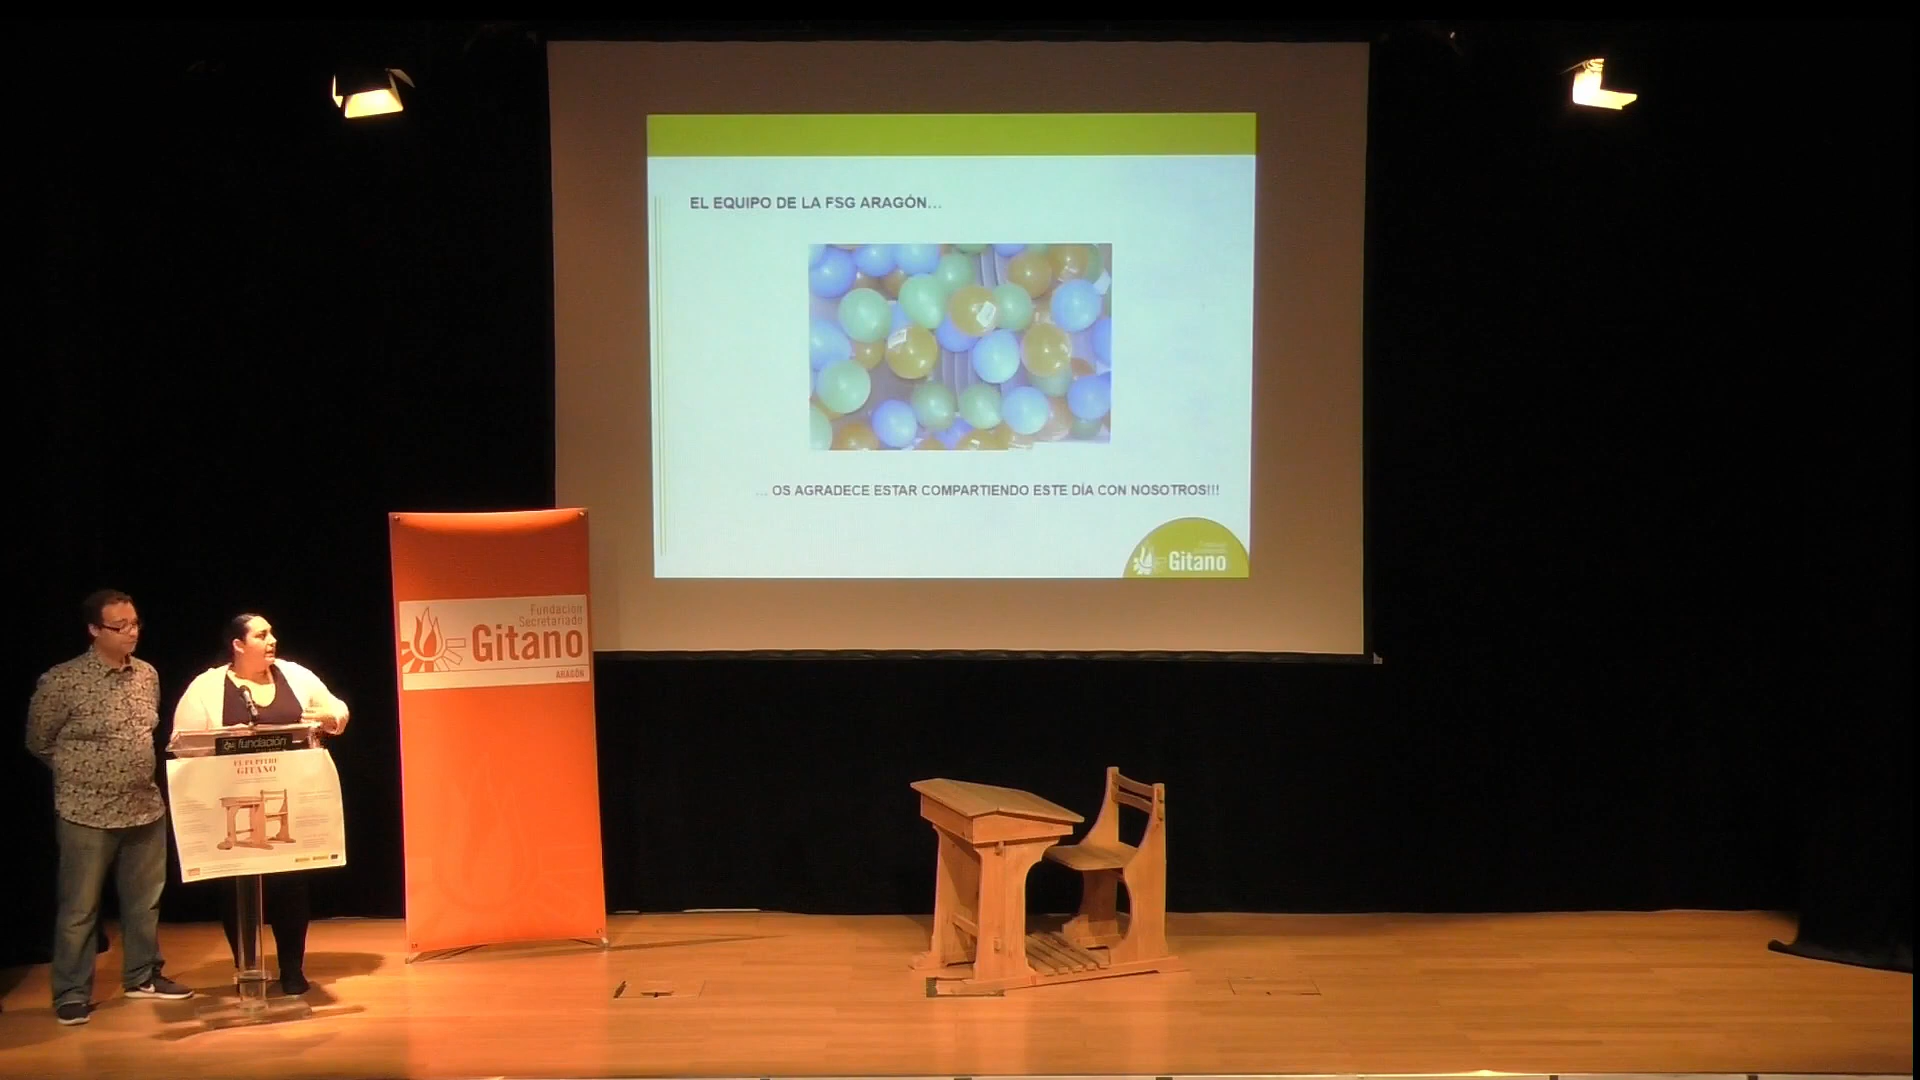 EL EQUIPO DE LA FSG ARAGÓN...
... OS AGRADECE ESTAR COMPARTIENDO ESTE DÍA CON NOSOTROS!!!
Gitano
Fundación
Secretariado
Gitano
ARAGÓN
fundación
EL PUPITRE
GITANO